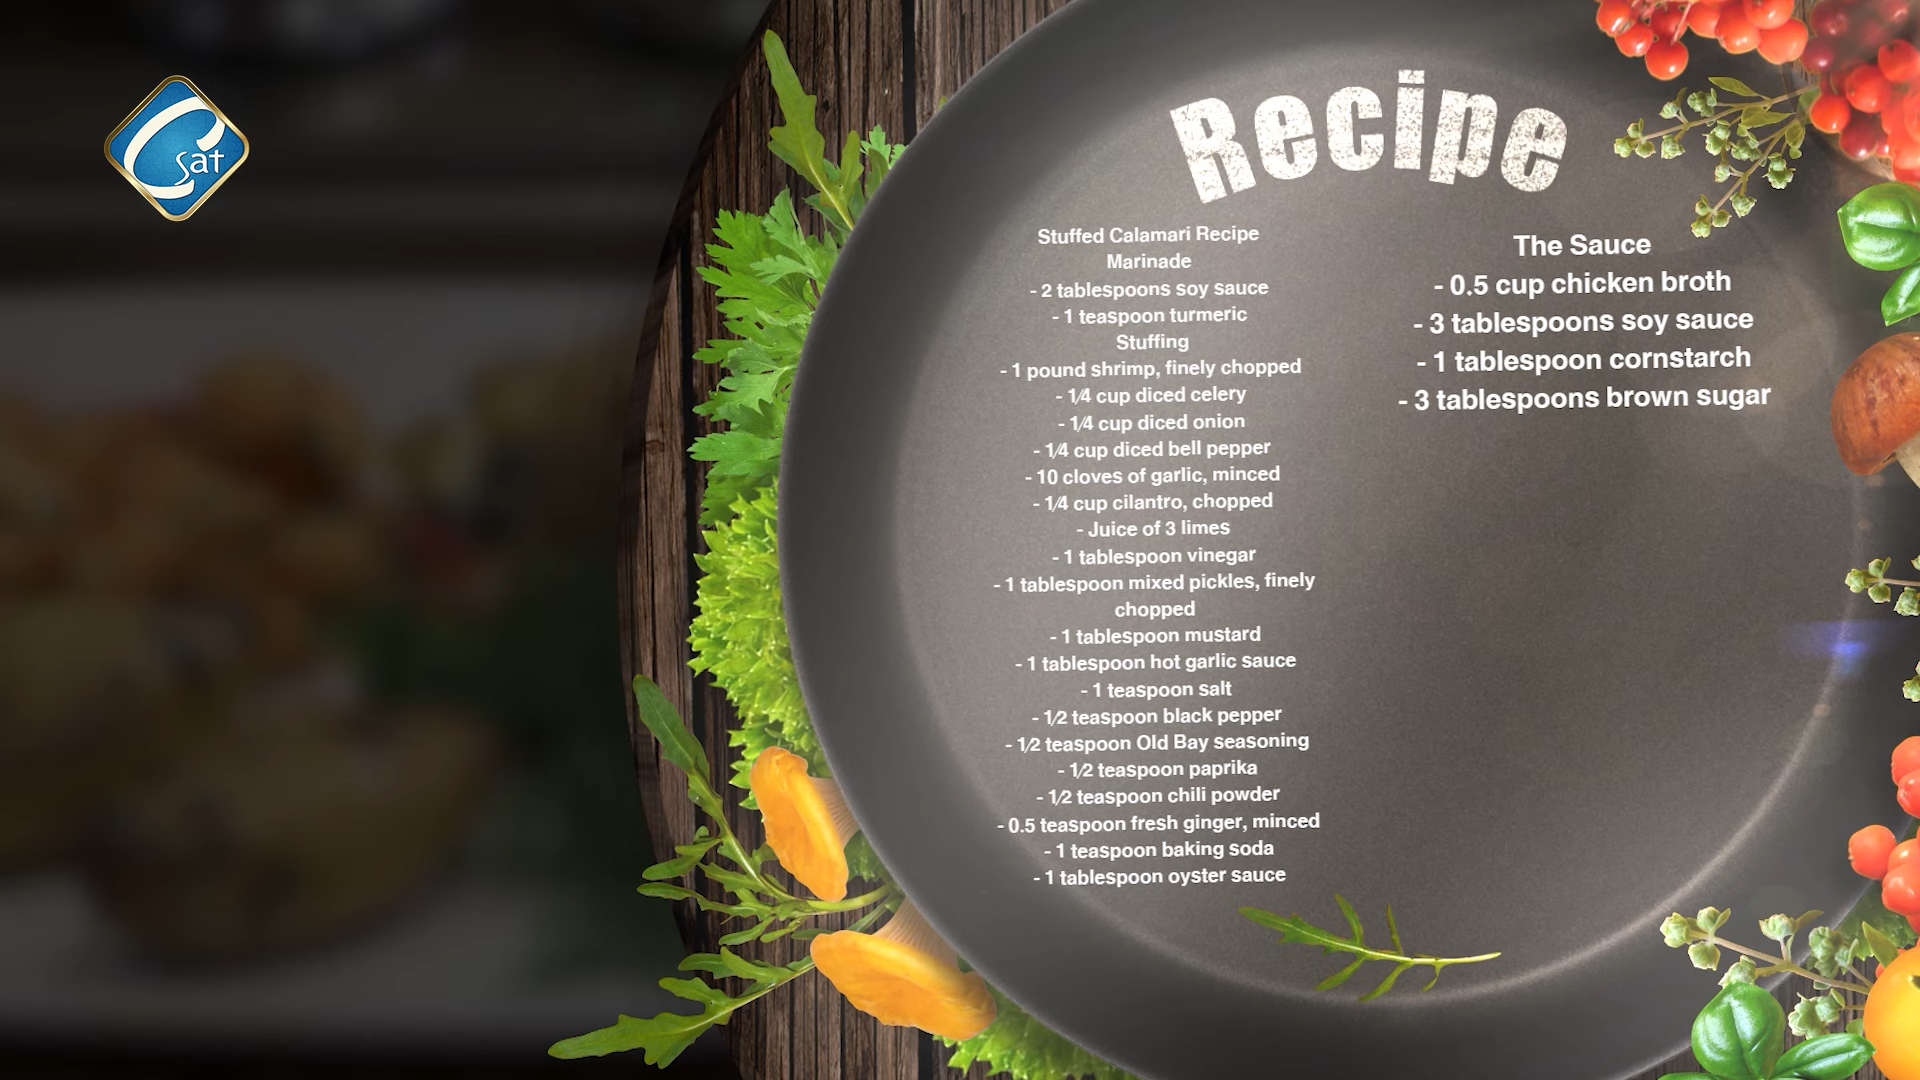 C Sat
Recipe
Stuffed Calamari Recipe
Marinade
- 2 tablespoons soy sauce
- 1 teaspoon turmeric
Stuffing
- 1 pound shrimp, finely chopped
- 1/4 cup diced celery
- 1/4 cup diced onion
- 1/4 cup diced bell pepper
- 10 cloves of garlic, minced
- 1/4 cup cilantro, chopped
- Juice of 3 limes
- 1 tablespoon vinegar
- 1 tablespoon mixed pickles, finely
chopped
- 1 tablespoon mustard
- 1 tablespoon hot garlic sauce
- 1 teaspoon salt
- 1/2 teaspoon black pepper
- 1/2 teaspoon Old Bay seasoning
- 1/2 teaspoon paprika
- 1/2 teaspoon chili powder
- 0.5 teaspoon fresh ginger, minced
- 1 teaspoon baking soda
- 1 tablespoon oyster sauce
The Sauce
- 0.5 cup chicken broth
- 3 tablespoons soy sauce
- 1 tablespoon cornstarch
- 3 tablespoons brown sugar